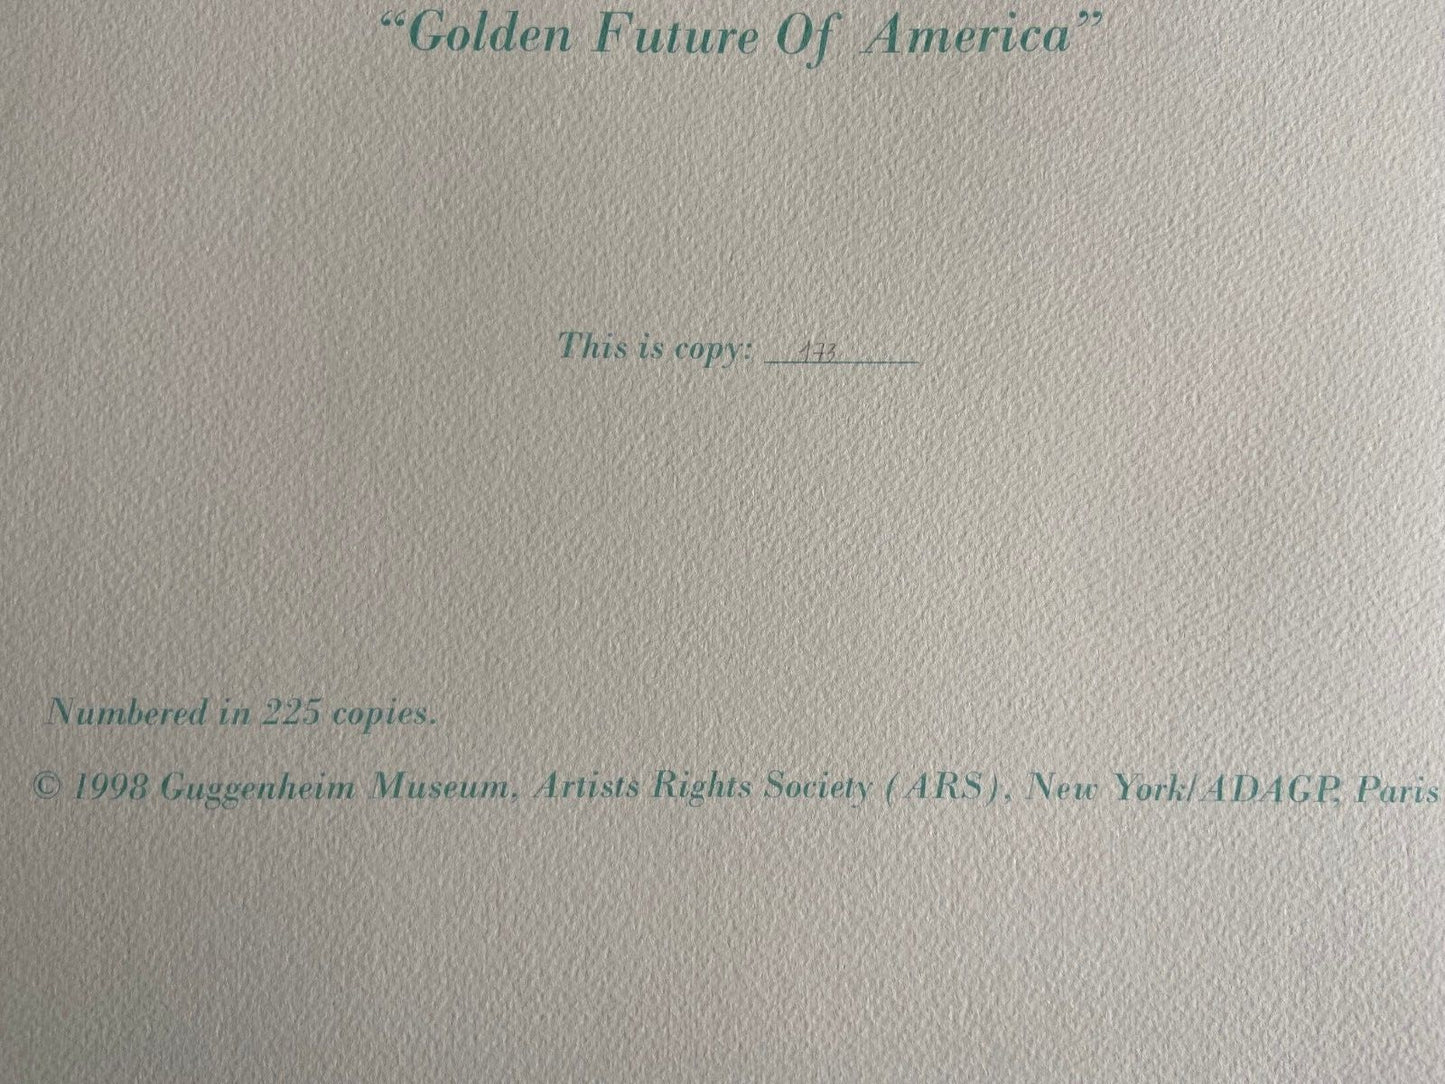 “Golden Future Of America”
This is copy: 173
Numbered in 225 copies.
© 1998 Guggenheim Museum, Artists Rights Society (ARS), New York/ADAGP, Paris